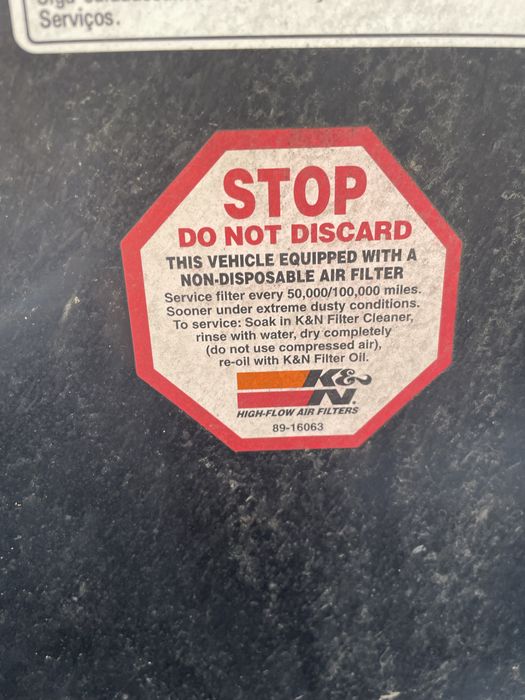 Serviços.
STOP
DO NOT DISCARD
THIS VEHICLE EQUIPPED WITH A
NON-DISPOSABLE AIR FILTER
Service filter every 50,000/100,000 miles.
Sooner under extreme dusty conditions.
To service: Soak in K&N Filter Cleaner,
rinse with water, dry completely
(do not use compressed air),
re-oil with K&N Filter Oil.
K&N.
HIGH-FLOW AIR FILTERS
89-16063